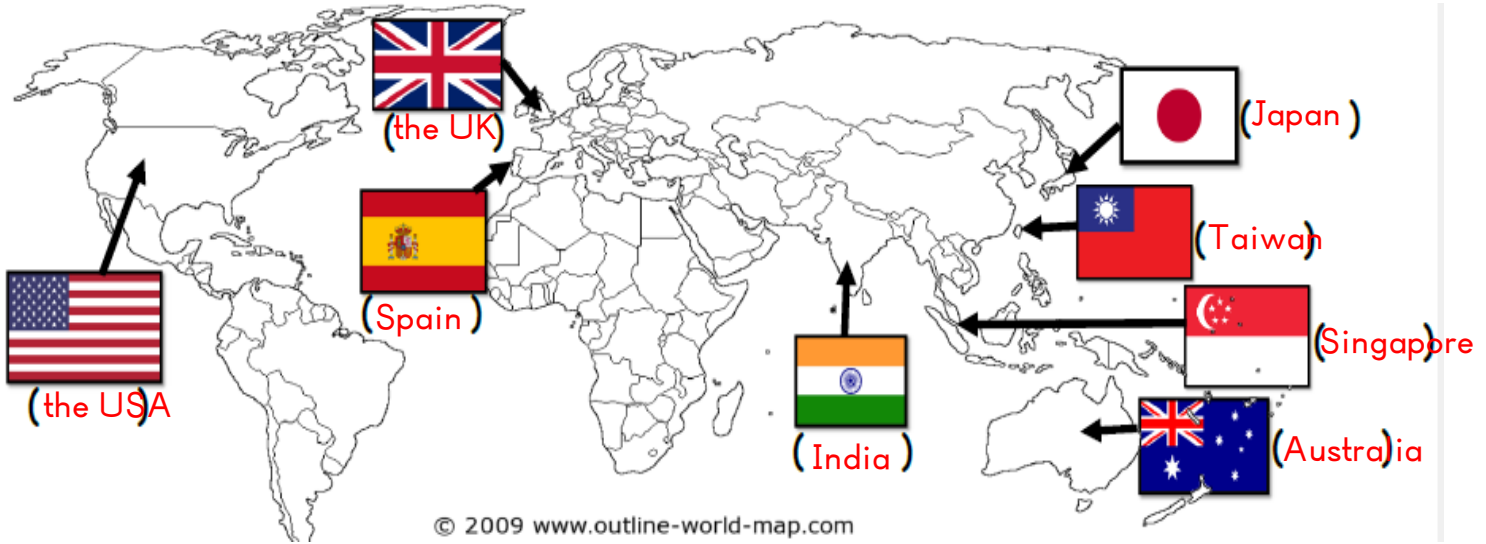 (the UK)
(Japan )
(Taiwan)
(Spain )
(Singapore)
(the USA)
( India )
(Australia)
© 2009 www.outline-world-map.com